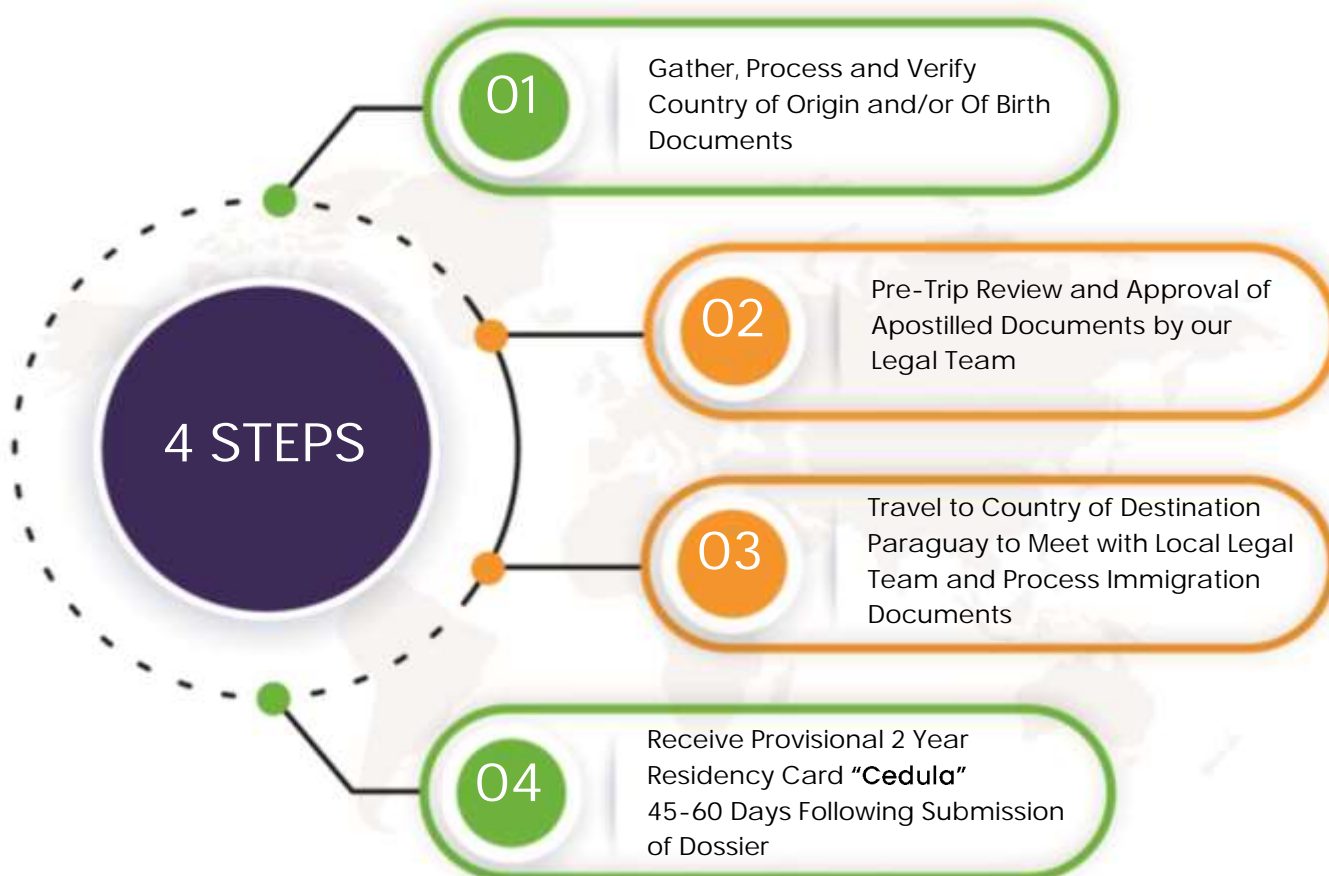 4 STEPS
01
Gather, Process and Verify
Country of Origin and/or Of Birth
Documents
02
Pre-Trip Review and Approval of
Apostilled Documents by our
Legal Team
03
Travel to Country of Destination
Paraguay to Meet with Local Legal
Team and Process Immigration
Documents
04
Receive Provisional 2 Year
Residency Card “Cedula”
45-60 Days Following Submission
of Dossier